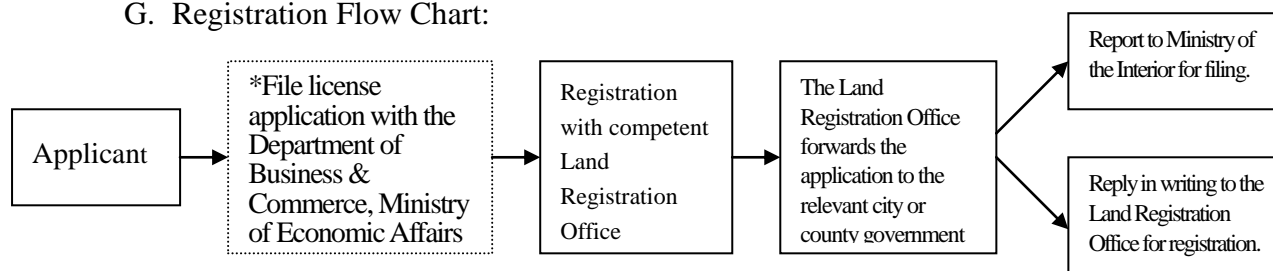 G. Registration Flow Chart:
Applicant
*File license
application with the
Department of
Business &
Commerce, Ministry
of Economic Affairs
Registration
with competent
Land
Registration
Office
The Land
Registration Office
forwards the
application to the
relevant city or
county government
Report to Ministry of
the Interior for filing.
Reply in writing to the
Land Registration
Office for registration.